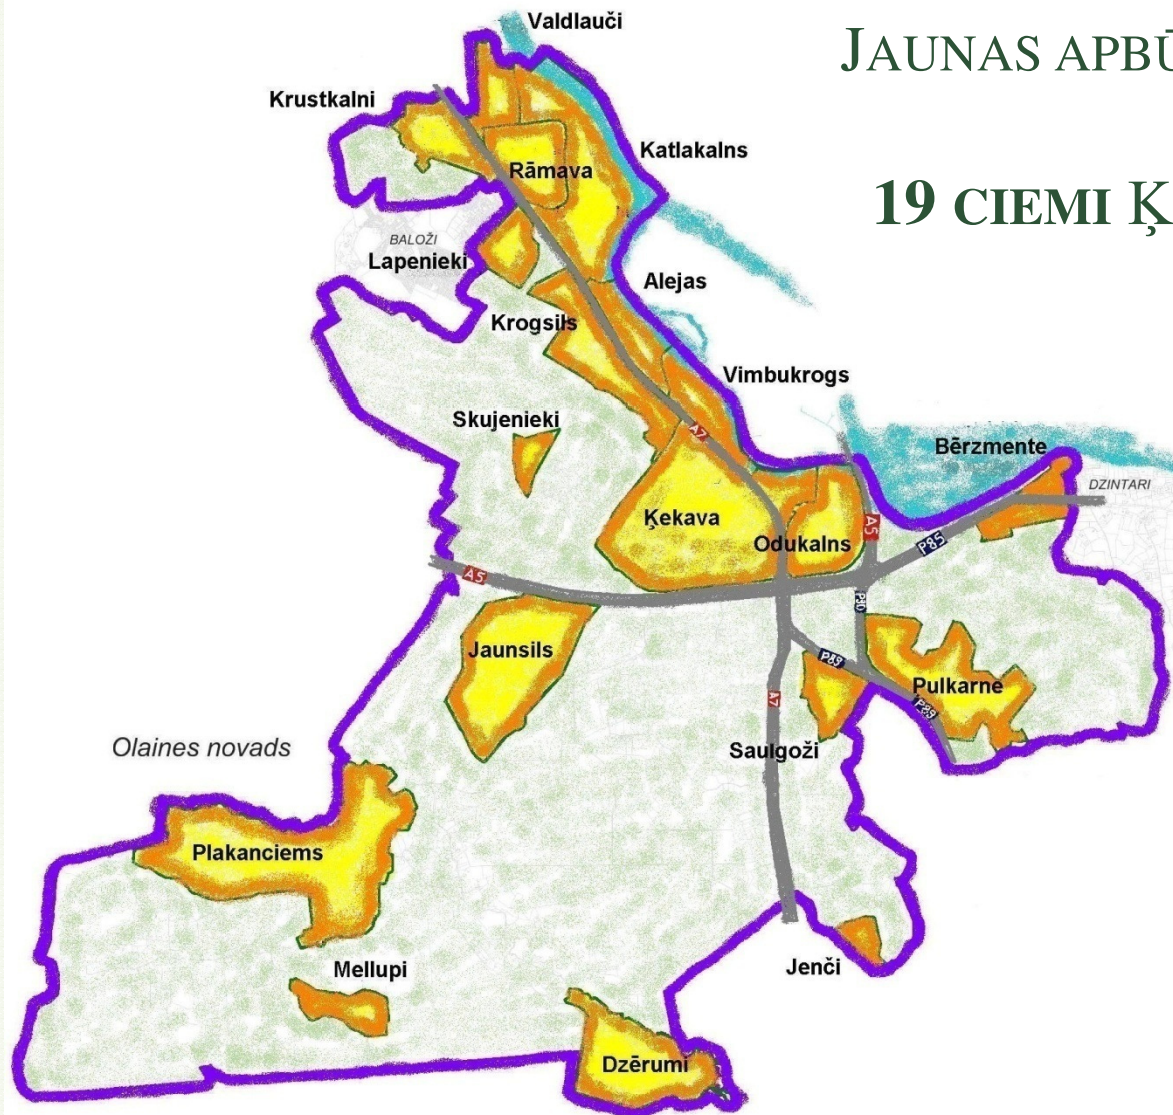 Valdlauči
JAUNAS APBŪ
Krustkalni
Katlakalns
Rāmava
19 CIEMI Ķ
BALOŽI
Lapenieki
Alejas
Krogsils
Vimbukrogs
Skujenieki
A7
Bērzmente
DZINTARI
Ķekava
A5
Odukalns
P85
A5
P90
Jaunsils
P89
Pulkarne
A7
P89
Olaines novads
Saulgoži
Plakanciems
Mellupi
Jenči
Dzērumi